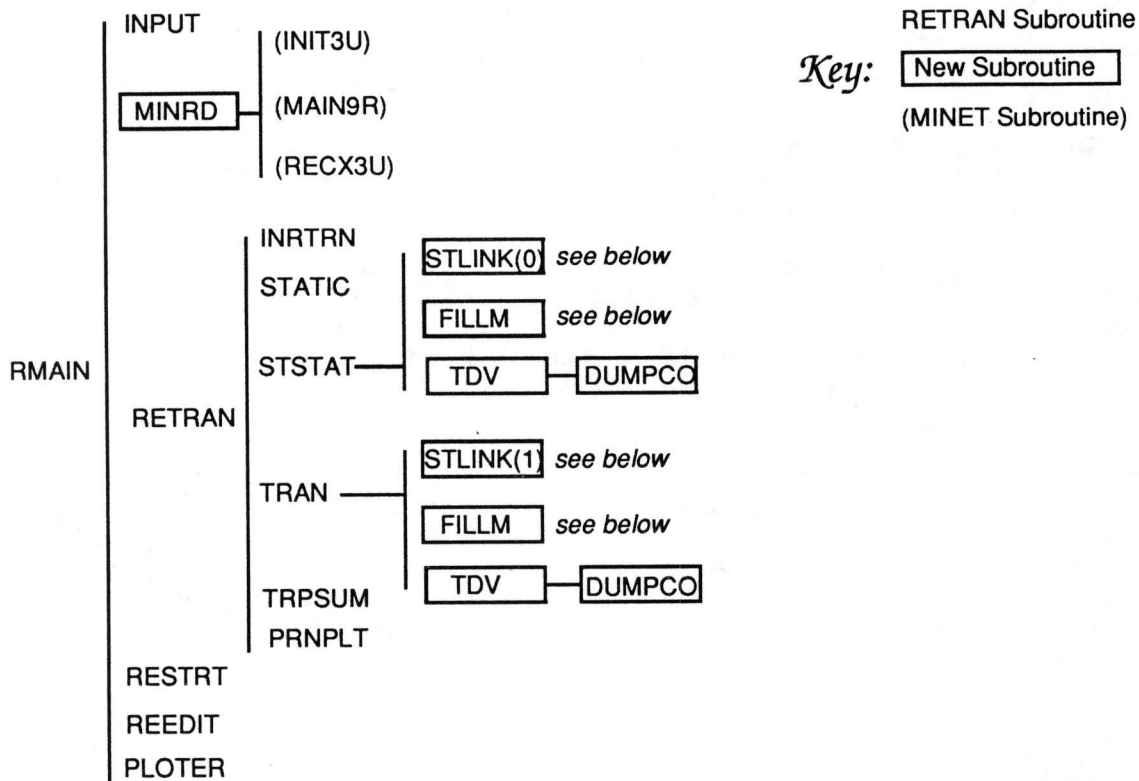 INPUT
(INIT3U)
MINRD
(MAIN9R)
(RECX3U)
RETRAN Subroutine
Key:
New Subroutine
(MINET Subroutine)
RMAIN
RETRAN
INRTRN
STATIC
STSTAT
STLINK(0) see below
FILLM see below
TDV DUMPCO
TRAN
STLINK(1) see below
FILLM see below
TDV DUMPCO
TRPSUM
PRNPLT
RESTRT
REEDIT
PLOTER